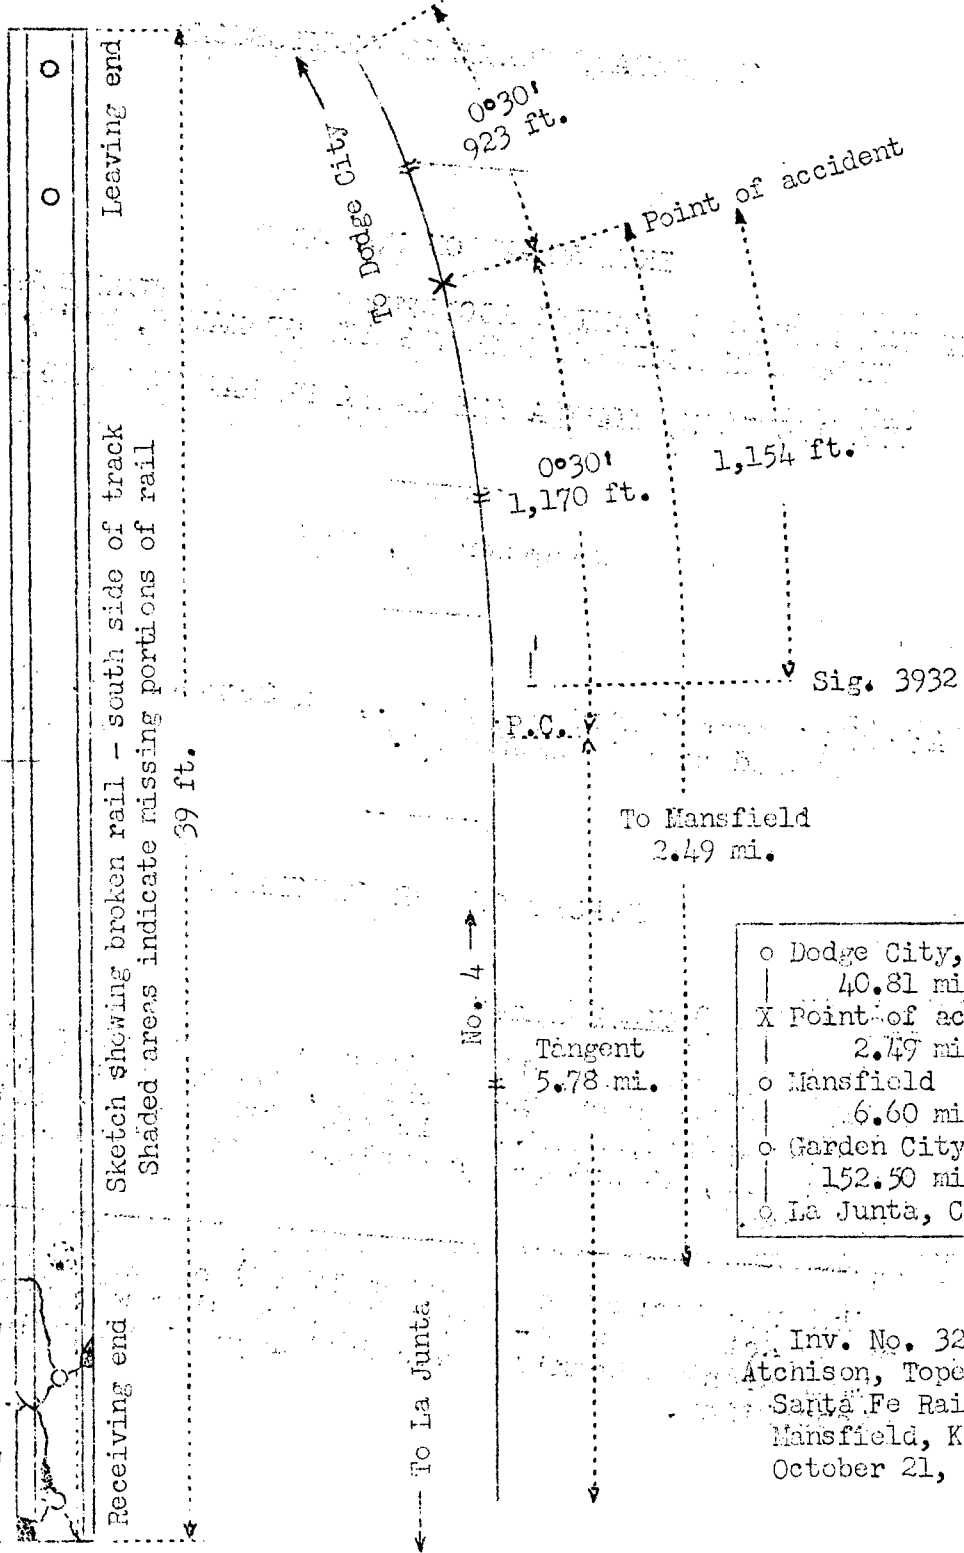 Leaving end
Sketch showing broken rail - south side of track
Shaded areas indicate missing portions of rail
39 ft.
Receiving end
To Dodge City
0°30'
923 ft.
Point of accident
0°30'
1,170 ft.
1,154 ft.
Sig. 3932
P.C.
To Mansfield
2.49 mi.
No. 4
Tangent
5.78 mi.
To La Junta
o Dodge City,
40.81 mi
X Point of ac
2.49 mi
o Mansfield
6.60 mi
o Garden City
152.50 mi
o La Junta, C
Inv. No. 32
Atchison, Tope
Santa Fe Rai
Mansfield, K
October 21,